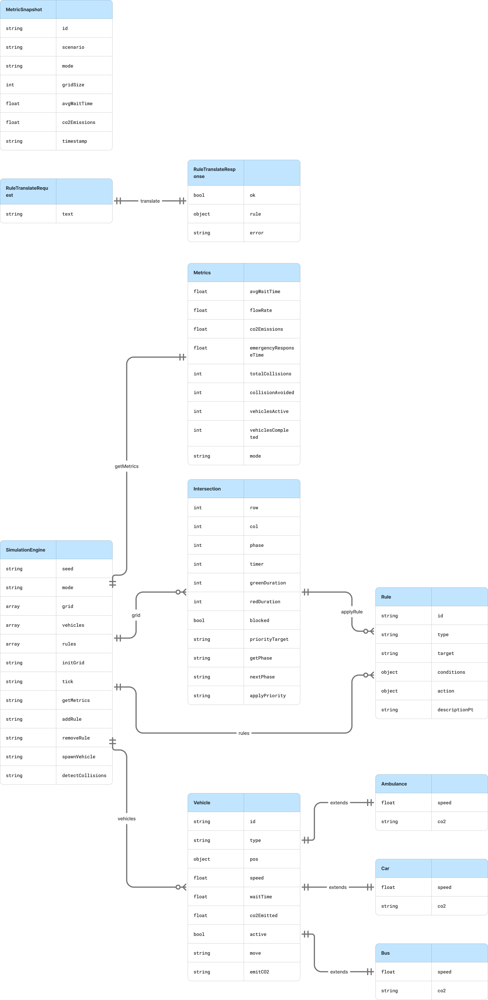 MetricSnapshot
string id
string scenario
string mode
int gridSize
float avgWaitTime
float co2Emissions
string timestamp
RuleTranslateRequ
est
string text
translate
RuleTranslateResp
onse
bool ok
object rule
string error
Metrics
float avgWaitTime
float flowRate
float co2Emissions
float emergencyRespons
eTime
int totalCollisions
int collisionAvoided
int vehiclesActive
int vehiclesComple
ted
string mode
getMetrics
Intersection
int row
int col
int phase
int timer
int greenDuration
int redDuration
bool blocked
string priorityTarget
string getPhase
string nextPhase
string applyPriority
SimulationEngine
string seed
string mode
array grid
array vehicles
array rules
string initGrid
string tick
string getMetrics
string addRule
string removeRule
string spawnVehicle
string detectCollisions
grid
applyRule
Rule
string id
string type
string target
object conditions
object action
string descriptionPt
rules
vehicles
Vehicle
string id
string type
object pos
float speed
float waitTime
float co2Emitted
bool active
string move
string emitCO2
extends
Ambulance
float speed
string co2
extends
Car
float speed
string co2
extends
Bus
float speed
string co2